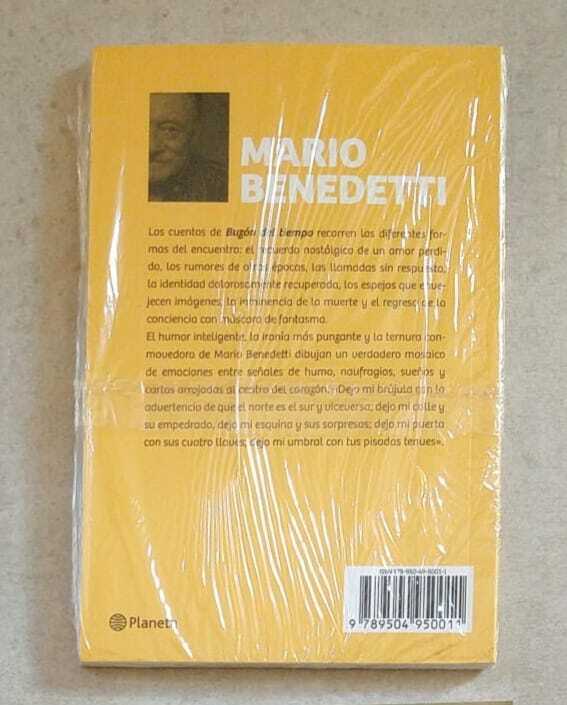 MARIO
BENEDETTI
Los cuentos de Buzón del tiempo recorren las diferentes for-
mas del encuentro: el recuerdo nostálgico de un amor perdi-
do, los rumores de otras épocas, las llamadas sin respuesta,
la identidad dolorosamente recuperada, los espejos que enve-
jecen imágenes, la inminencia de la muerte y el regreso de la
conciencia con máscara de fantasma.
El humor inteligente, la ironía más punzante y la ternura con-
movedora de Mario Benedetti dibujan un verdadero mosaico
de emociones entre señales de humo, naufragios, sueños y
cartas arrojadas al cesto del corazón. «Dejo mi brújula con la
advertencia de que el norte es el sur y viceversa; dejo mi calle y
su empedrado, dejo mi esquina y sus sorpresas; dejo mi puerta
con sus cuatro llaves; dejo mi umbral con tus pisadas tenues».
Planeta
9 789504 950011